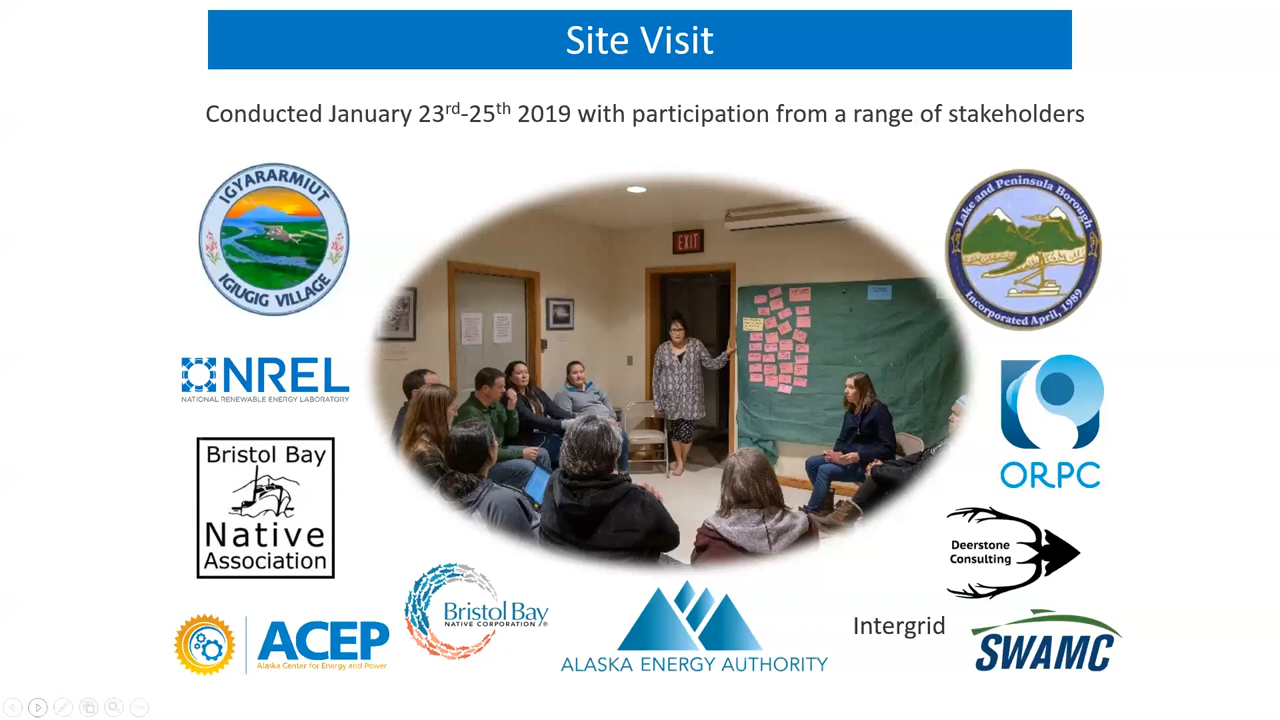 Site Visit
Conducted January 23rd-25th 2019 with participation from a range of stakeholders
IGYARARMIUT
IGIUGIG VILLAGE
Lake and Peninsula Borough
Incorporated April, 1989
EXIT
NREL
NATIONAL RENEWABLE ENERGY LABORATORY
ORPC
Bristol Bay
Native
Association
Deerstone
Consulting
ACEP
Alaska Center for Energy and Power
Bristol Bay
NATIVE CORPORATION®
ALASKA ENERGY AUTHORITY
Intergrid
SWAMC